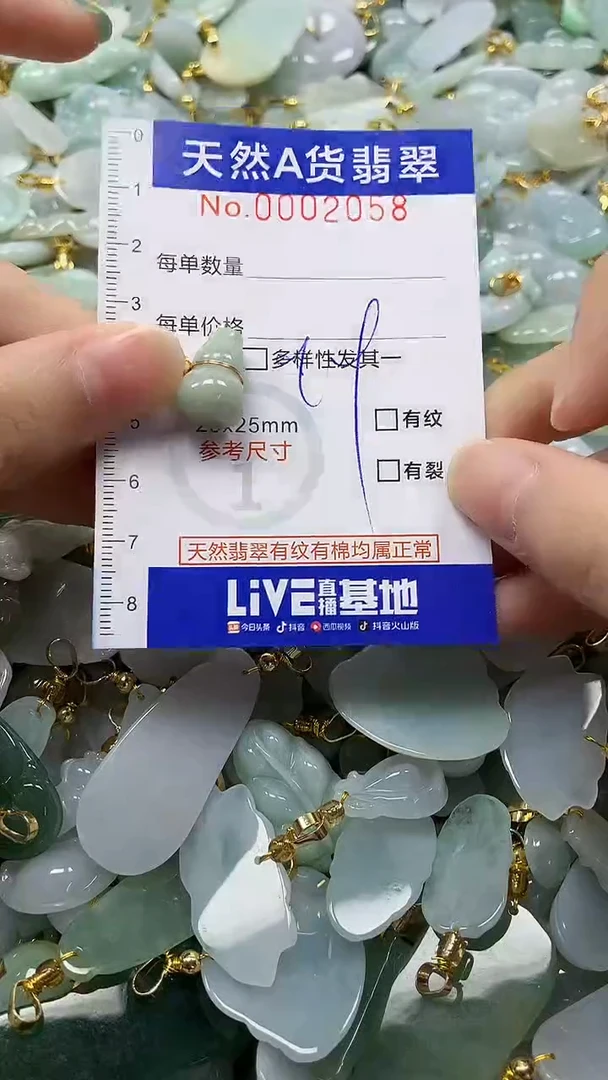 天然A货翡翠
No.0002058
每单数量
每单价格
多样性发其一
25mm
参考尺寸
有纹
有裂
天然翡翠有纹有棉均属正常
LiVE直播基地
今日头条 抖音 西瓜视频 抖音火山版
0
1
2
3
5
6
7
8
1